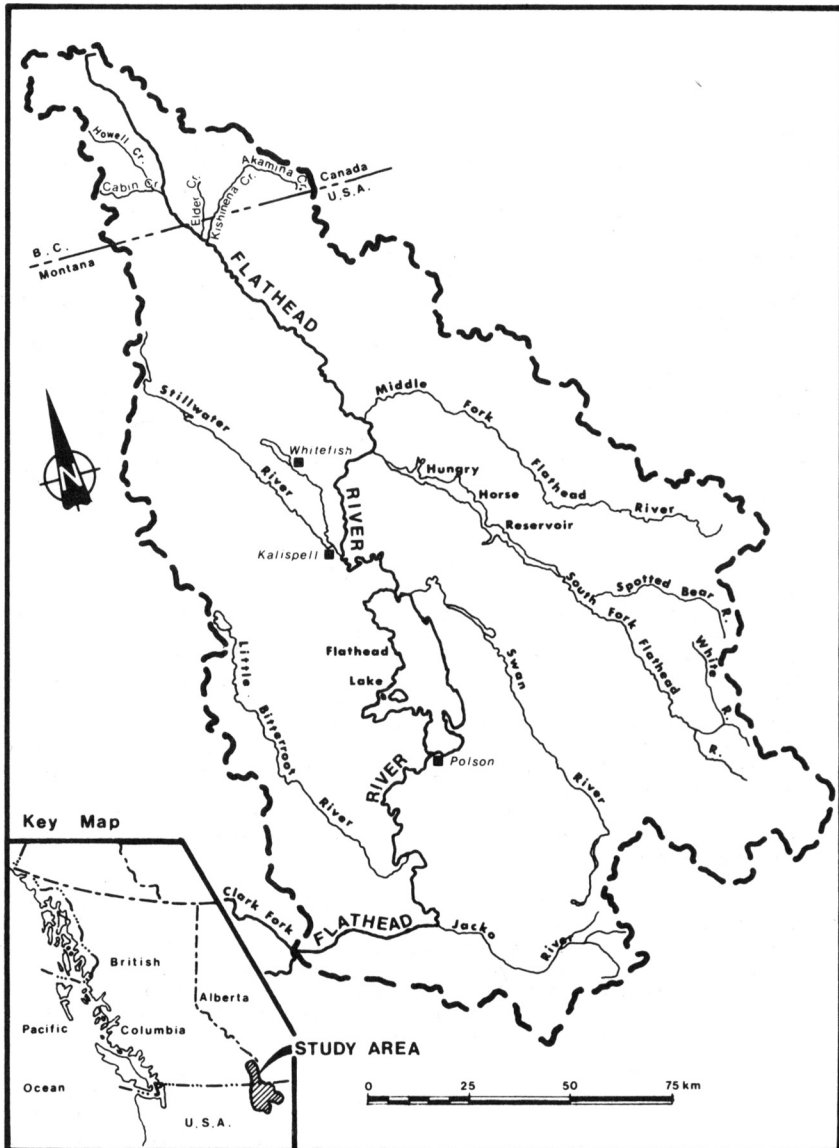 Howell Cr.
Cabin Cr.
Elder Cr.
Kishinena Cr.
Akamina Cr.
Canada
U.S.A.
B.C.
Montana
FLATHEAD
Stillwater
River
Whitefish
Kalispell
RIVER
Middle
Fork
Flathead
River
Hungry
Horse
Reservoir
South Fork
Flathead
R.
Spotted Bear R.
White
R.
Flathead
Lake
Swan
River
Little
Bitterroot
River
RIVER
Polson
Clark Fork
FLATHEAD
Jacko
River
N
Key Map
British
Columbia
Alberta
Pacific
Ocean
U.S.A.
STUDY AREA
0 25 50 75 km